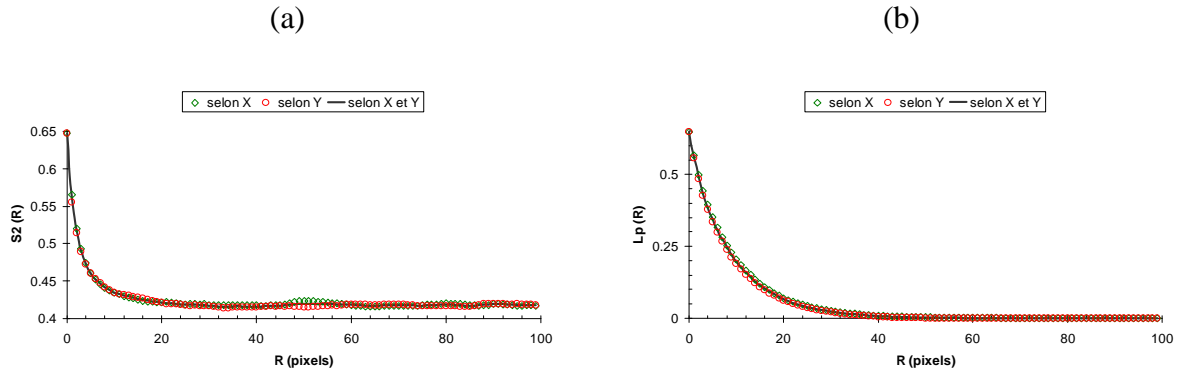 (a)
(b)
selon X selon Y selon X et Y
0.65
0.6
0.55
0.5
0.45
0.4
S2 (R)
0 20 40 60 80 100
R (pixels)
selon X selon Y selon X et Y
0.5
0.25
0
Lp (R)
0 20 40 60 80 100
R (pixels)